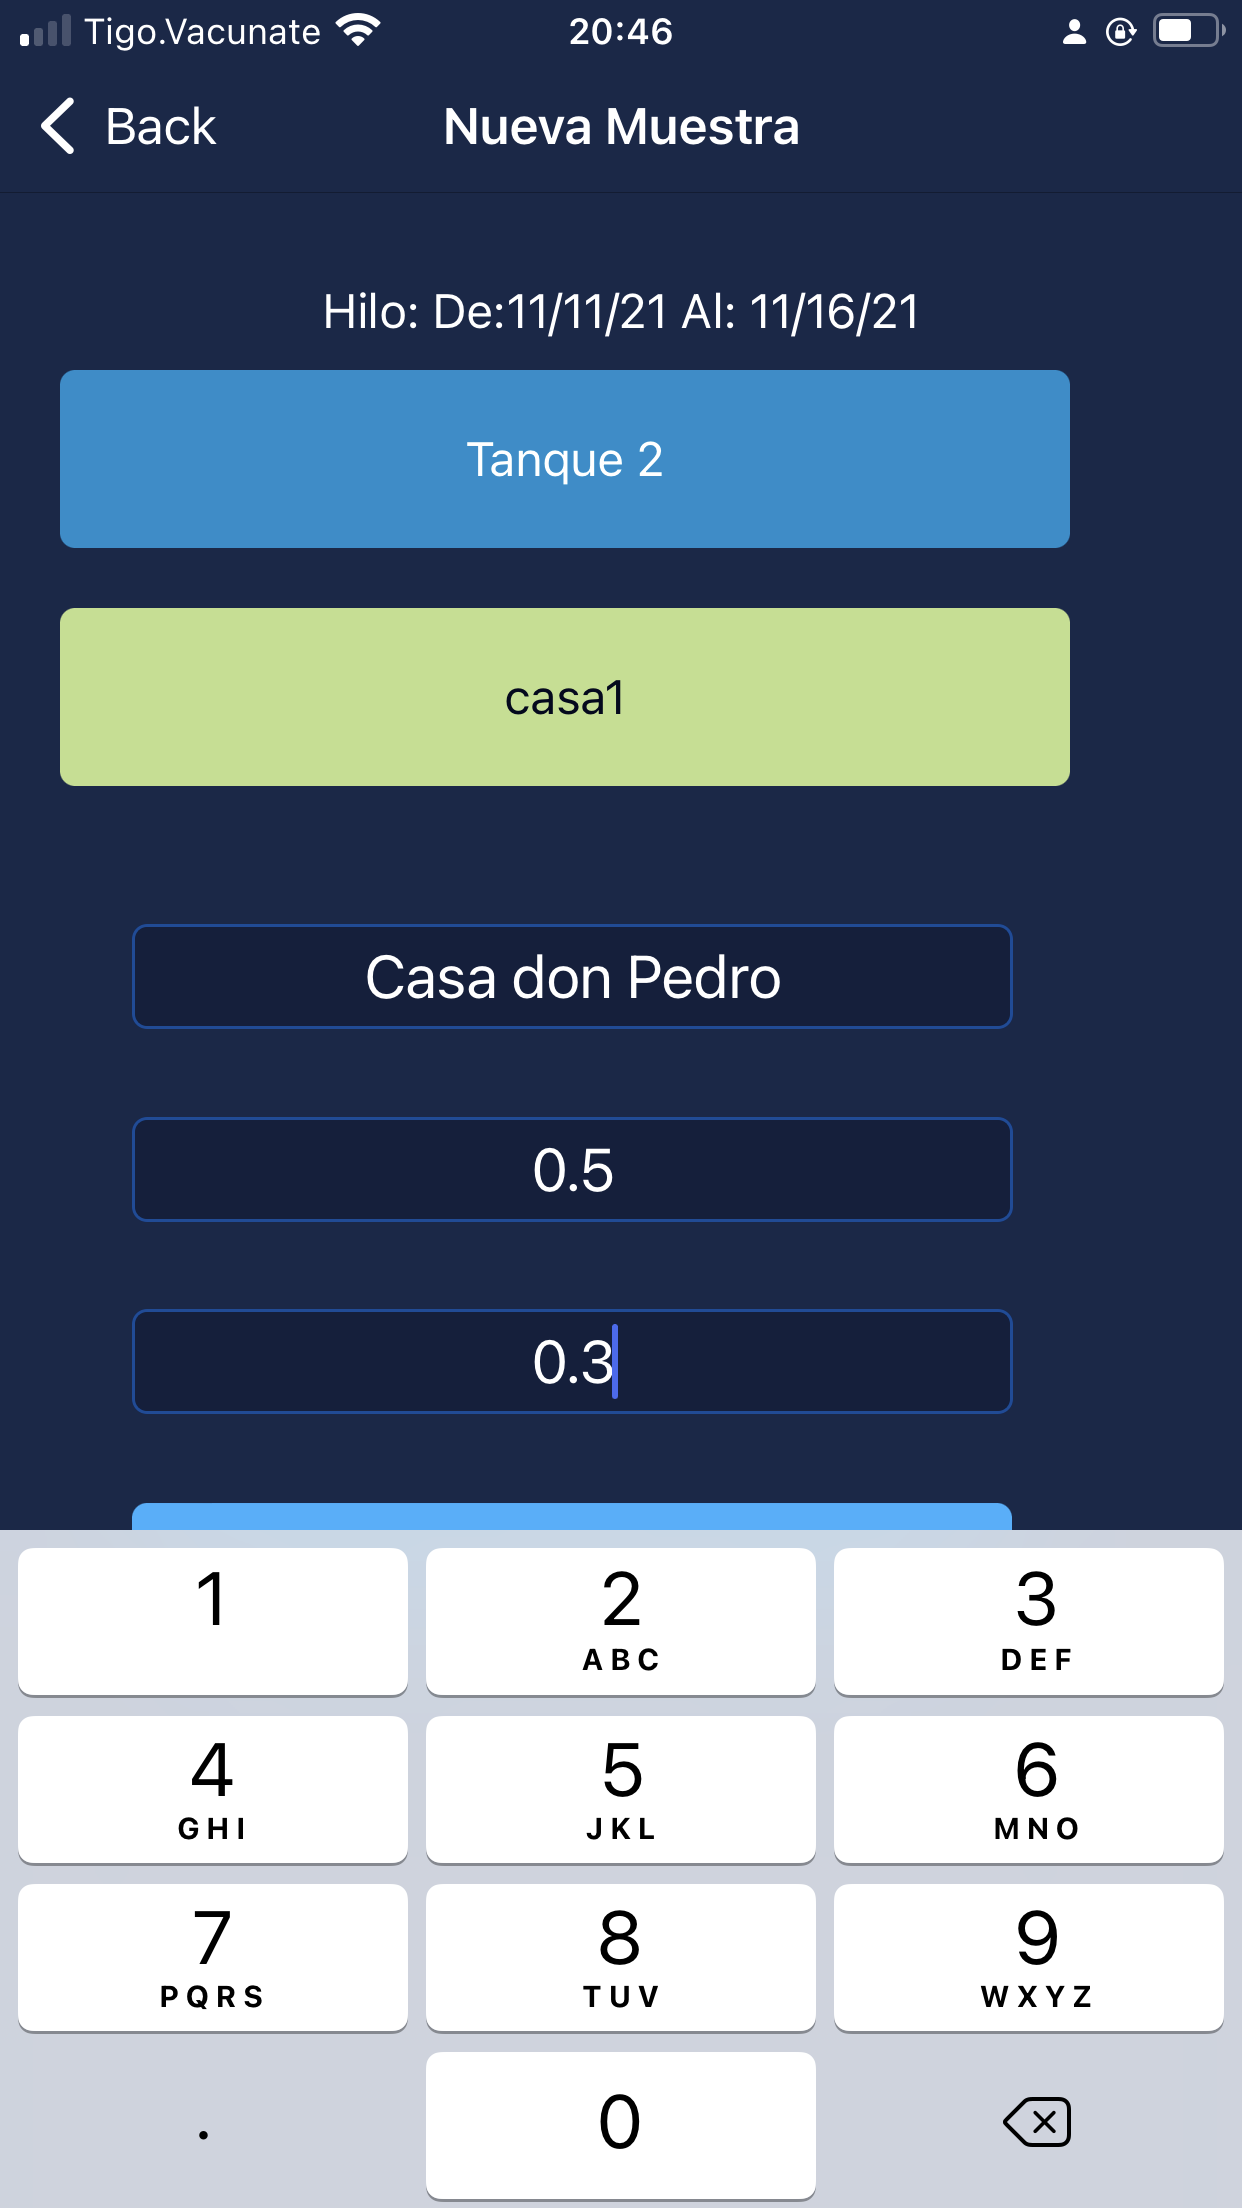 Tigo.Vacunate 20:46
Back Nueva Muestra
Hilo: De:11/11/21 Al: 11/16/21
Tanque 2
casa1
Casa don Pedro
0.5
0.3
1 2 3
ABC DEF
4 5 6
GHI JKL MNO
7 8 9
PQRS TUV WXYZ
. 0